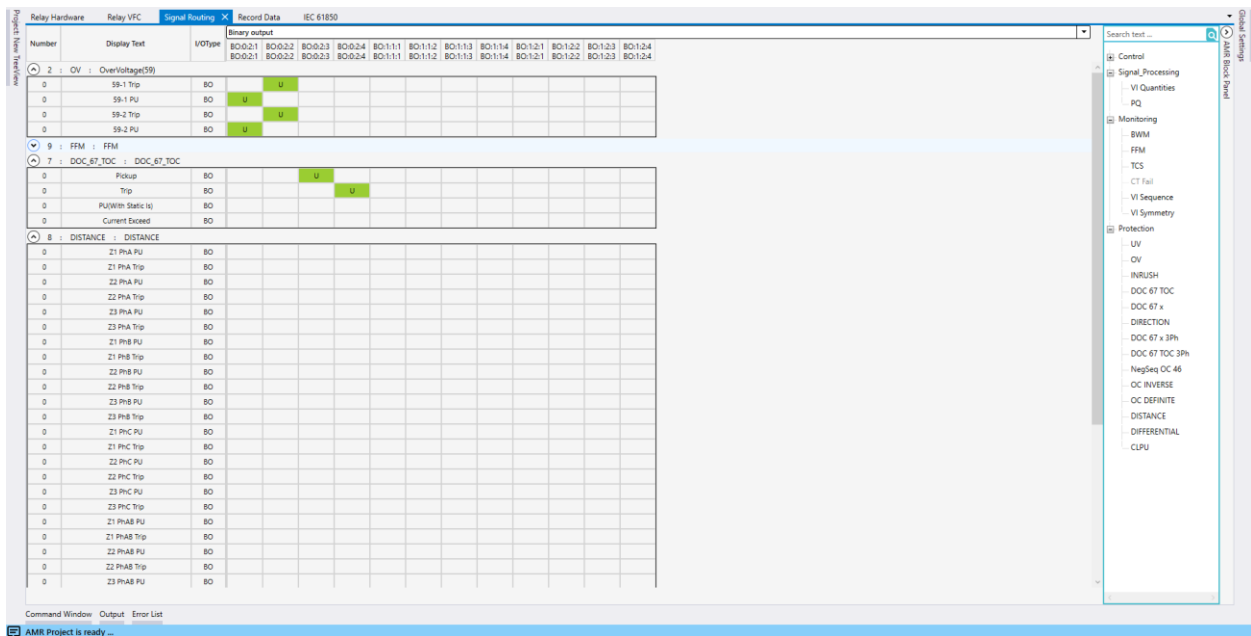 Project: New TreeView
Relay Hardware Relay VFC Signal Routing X Record Data IEC 61850
Global Settings
AMR Block Panel
Number Display Text I/OType Binary output
BO:0:2:1 BO:0:2:2 BO:0:2:3 BO:0:2:4 BO:1:1:1 BO:1:1:2 BO:1:1:3 BO:1:1:4 BO:1:2:1 BO:1:2:2 BO:1:2:3 BO:1:2:4
BO:0:2:1 BO:0:2:2 BO:0:2:3 BO:0:2:4 BO:1:1:1 BO:1:1:2 BO:1:1:3 BO:1:1:4 BO:1:2:1 BO:1:2:2 BO:1:2:3 BO:1:2:4
2 : OV : OverVoltage(59)
0 59-1 Trip BO U
0 59-1 PU BO U
0 59-2 Trip BO U
0 59-2 PU BO U
9 : FFM : FFM
7 : DOC_67_TOC : DOC_67_TOC
0 Pickup BO U
0 Trip BO U
0 PU(With Static Is) BO
0 Current Exceed BO
8 : DISTANCE : DISTANCE
0 Z1 PhA PU BO
0 Z1 PhA Trip BO
0 Z2 PhA PU BO
0 Z2 PhA Trip BO
0 Z3 PhA PU BO
0 Z3 PhA Trip BO
0 Z1 PhB PU BO
0 Z1 PhB Trip BO
0 Z2 PhB PU BO
0 Z2 PhB Trip BO
0 Z3 PhB PU BO
0 Z3 PhB Trip BO
0 Z1 PhC PU BO
0 Z1 PhC Trip BO
0 Z2 PhC PU BO
0 Z2 PhC Trip BO
0 Z3 PhC PU BO
0 Z3 PhC Trip BO
0 Z1 PhAB PU BO
0 Z1 PhAB Trip BO
0 Z2 PhAB PU BO
0 Z2 PhAB Trip BO
0 Z3 PhAB PU BO
Search text ...
Control
Signal_Processing
VI Quantities
PQ
Monitoring
BWM
FFM
TCS
CT Fail
VI Sequence
VI Symmetry
Protection
UV
OV
INRUSH
DOC 67 TOC
DOC 67 x
DIRECTION
DOC 67 x 3Ph
DOC 67 TOC 3Ph
NegSeq OC 46
OC INVERSE
OC DEFINITE
DISTANCE
DIFFERENTIAL
CLPU
Command Window Output Error List
AMR Project is ready ...